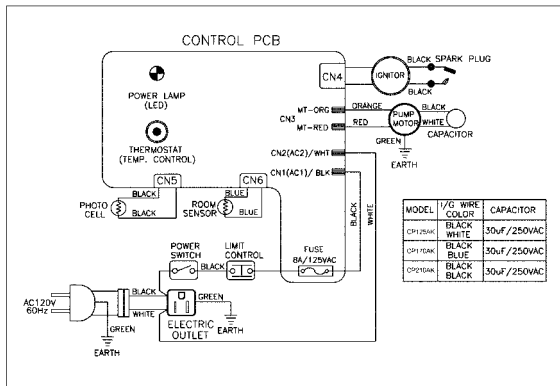 CONTROL PCB
CN4
IGNITOR
BLACK SPARK PLUG
BLACK
POWER LAMP
(LED)
MT-ORG
ORANGE
BLACK
CN3
PUMP
MOTOR
MT-RED
RED
WHITE
CAPACITOR
THERMOSTAT
(TEMP. CONTROL)
GREEN
EARTH
CN2(AC2)/WHT
CN1(AC1)/ BLK
CN5
CN6
BLACK
BLUE
PHOTO
CELL
BLACK
ROOM
SENSOR
BLUE
BLACK
WHITE
MODEL I/G WIRE COLOR CAPACITOR
CP125AK BLACK WHITE 30uF/250VAC
CP170AK BLACK BLUE 30uF/250VAC
CP210AK BLACK BLACK 30uF/250VAC
POWER
SWITCH
BLACK
LIMIT
CONTROL
FUSE
8A/125VAC
AC120V
60Hz
BLACK
WHITE
GREEN
EARTH
ELECTRIC
OUTLET
GREEN
EARTH